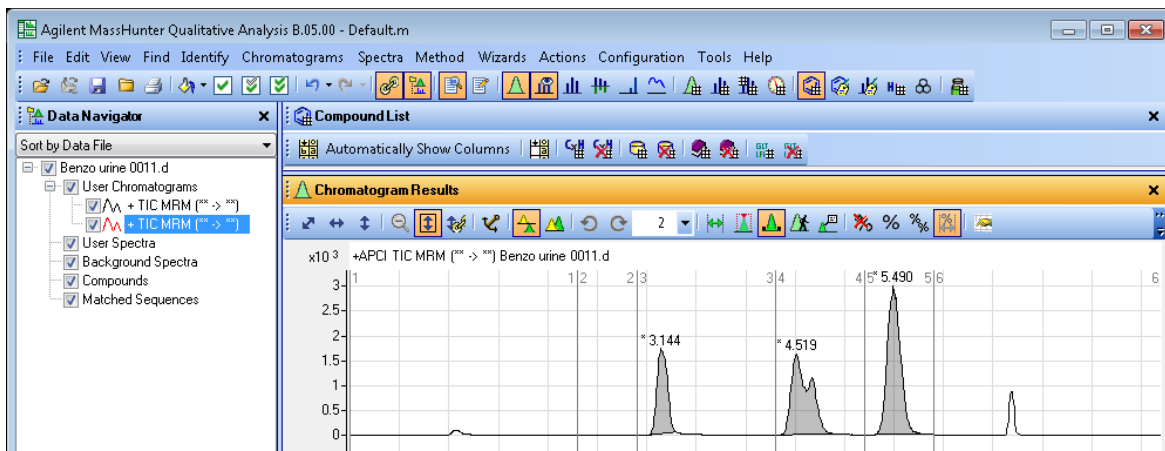 Agilent MassHunter Qualitative Analysis B.05.00 - Default.m
File Edit View Find Identify Chromatograms Spectra Method Wizards Actions Configuration Tools Help
Data Navigator
Sort by Data File
Benzo urine 0011.d
User Chromatograms
+ TIC MRM (** -> **)
+ TIC MRM (** -> **)
User Spectra
Background Spectra
Compounds
Matched Sequences
Compound List
Automatically Show Columns
Chromatogram Results
2
x10 3 +APCI TIC MRM (** -> **) Benzo urine 0011.d
1 1 2 2 3 3 4 4 5 * 5.490 5 6 6
3
2.5
2
* 3.144
* 4.519
1.5
1
0.5
0